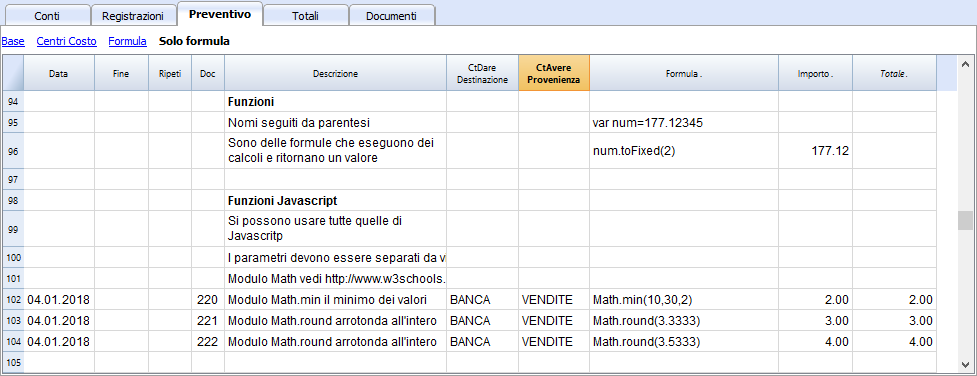 Conti Registrazioni Preventivo Totali Documenti
Base Centri Costo Formula Solo formula
Data Fine Ripeti Doc Descrizione CtDare Destinazione CtAvere Provenienza Formula . Importo . Totale .
94 Funzioni
95 Nomi seguiti da parentesi var num=177.12345
96 Sono delle formule che eseguono dei
calcoli e ritornano un valore num.toFixed(2) 177.12
97
98 Funzioni Javascript
99 Si possono usare tutte quelle di
Javascritp
100 I parametri devono essere separati da v
101 Modulo Math vedi http://www.w3schools.
102 04.01.2018 220 Modulo Math.min il minimo dei valori BANCA VENDITE Math.min(10,30,2) 2.00 2.00
103 04.01.2018 221 Modulo Math.round arrotonda all'intero BANCA VENDITE Math.round(3.3333) 3.00 3.00
104 04.01.2018 222 Modulo Math.round arrotonda all'intero BANCA VENDITE Math.round(3.5333) 4.00 4.00
105